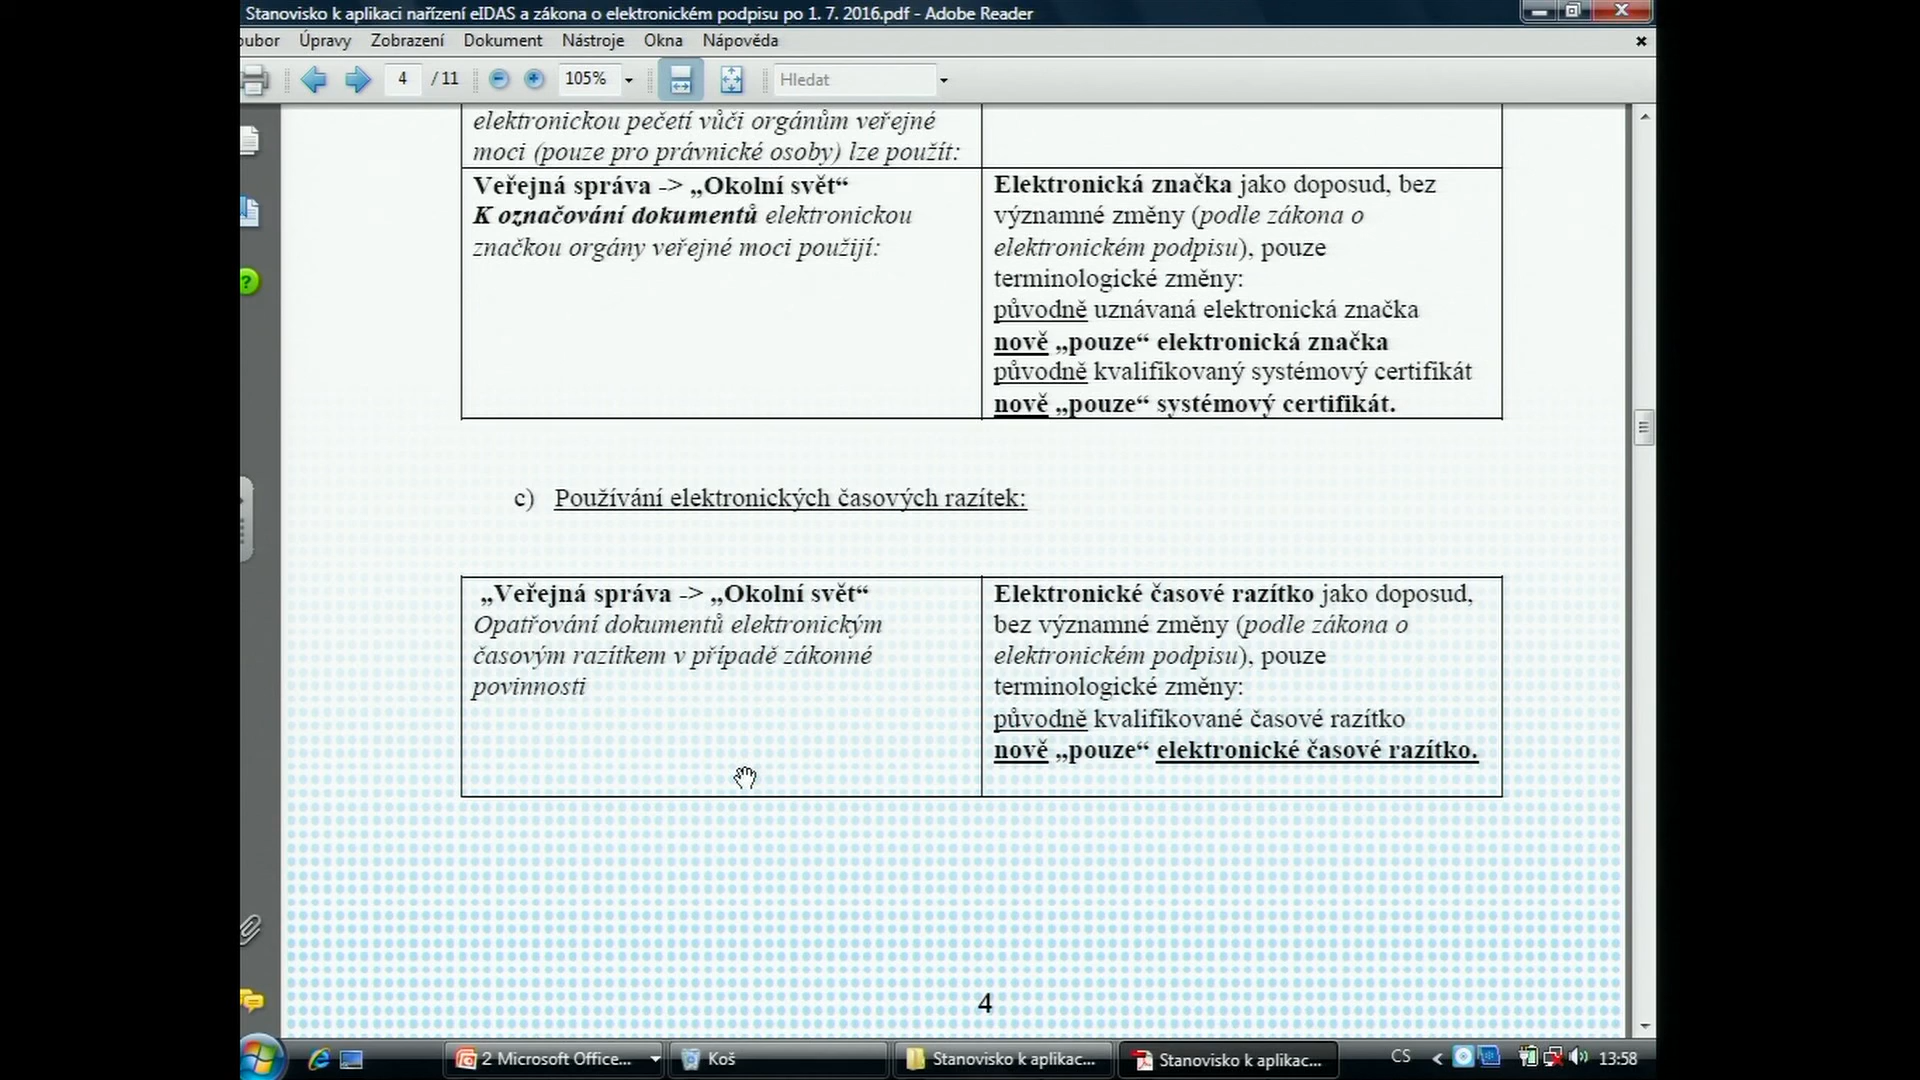 Stanovisko k aplikaci nařízení eIDAS a zákona o elektronickém podpisu po 1. 7. 2016.pdf - Adobe Reader
oubor Úpravy Zobrazení Dokument Nástroje Okna Nápověda
4 / 11 105% Hledat
elektronickou pečetí vůči orgánům veřejné
moci (pouze pro právnické osoby) lze použít:
Veřejná správa -> „Okolní svět“
K označování dokumentů elektronickou
značkou orgány veřejné moci použijí:
Elektronická značka jako doposud, bez
významné změny (podle zákona o
elektronickém podpisu), pouze
terminologické změny:
původně uznávaná elektronická značka
nově „pouze“ elektronická značka
původně kvalifikovaný systémový certifikát
nově „pouze“ systémový certifikát.
c) Používání elektronických časových razítek:
„Veřejná správa -> „Okolní svět“
Opatřování dokumentů elektronickým
časovým razítkem v případě zákonné
povinnosti
Elektronické časové razítko jako doposud,
bez významné změny (podle zákona o
elektronickém podpisu), pouze
terminologické změny:
původně kvalifikované časové razítko
nově „pouze“ elektronické časové razítko.
4
2 Microsoft Office... Koš Stanovisko k aplikac... Stanovisko k aplikac... CS 13:58